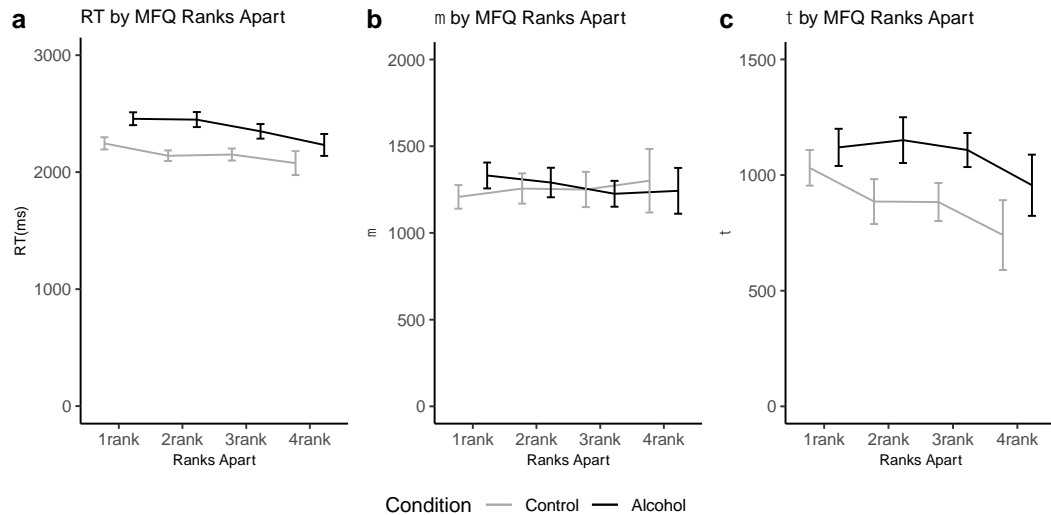 a RT by MFQ Ranks Apart
3000
2000
1000
0
RT(ms)
1rank 2rank 3rank 4rank
Ranks Apart
b m by MFQ Ranks Apart
2000
1500
1000
500
0
m
1rank 2rank 3rank 4rank
Ranks Apart
c t by MFQ Ranks Apart
1500
1000
500
0
t
1rank 2rank 3rank 4rank
Ranks Apart
Condition Control Alcohol